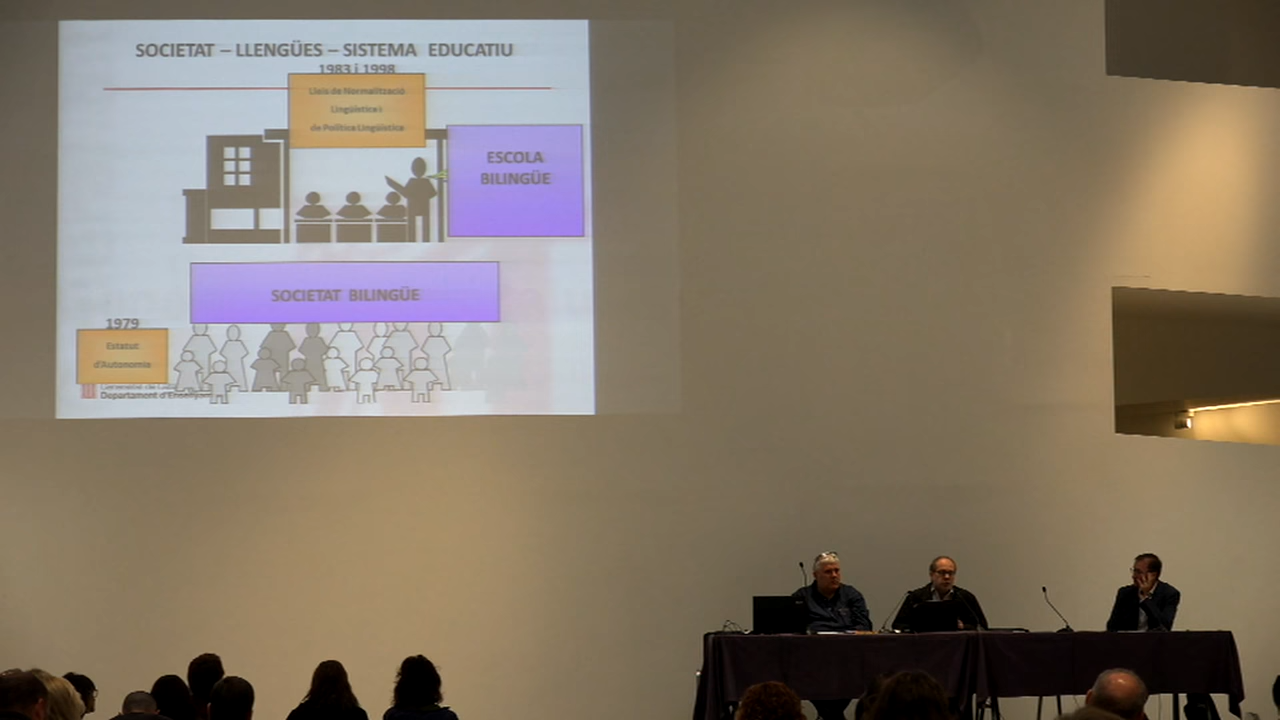 SOCIETAT – LLENGÜES – SISTEMA EDUCATIU
1983 i 1998
Lleis de Normalització
Lingüística i
de Política Lingüística
ESCOLA
BILINGÜE
SOCIETAT BILINGÜE
1979
Estatut
d'Autonomia
Departament d'